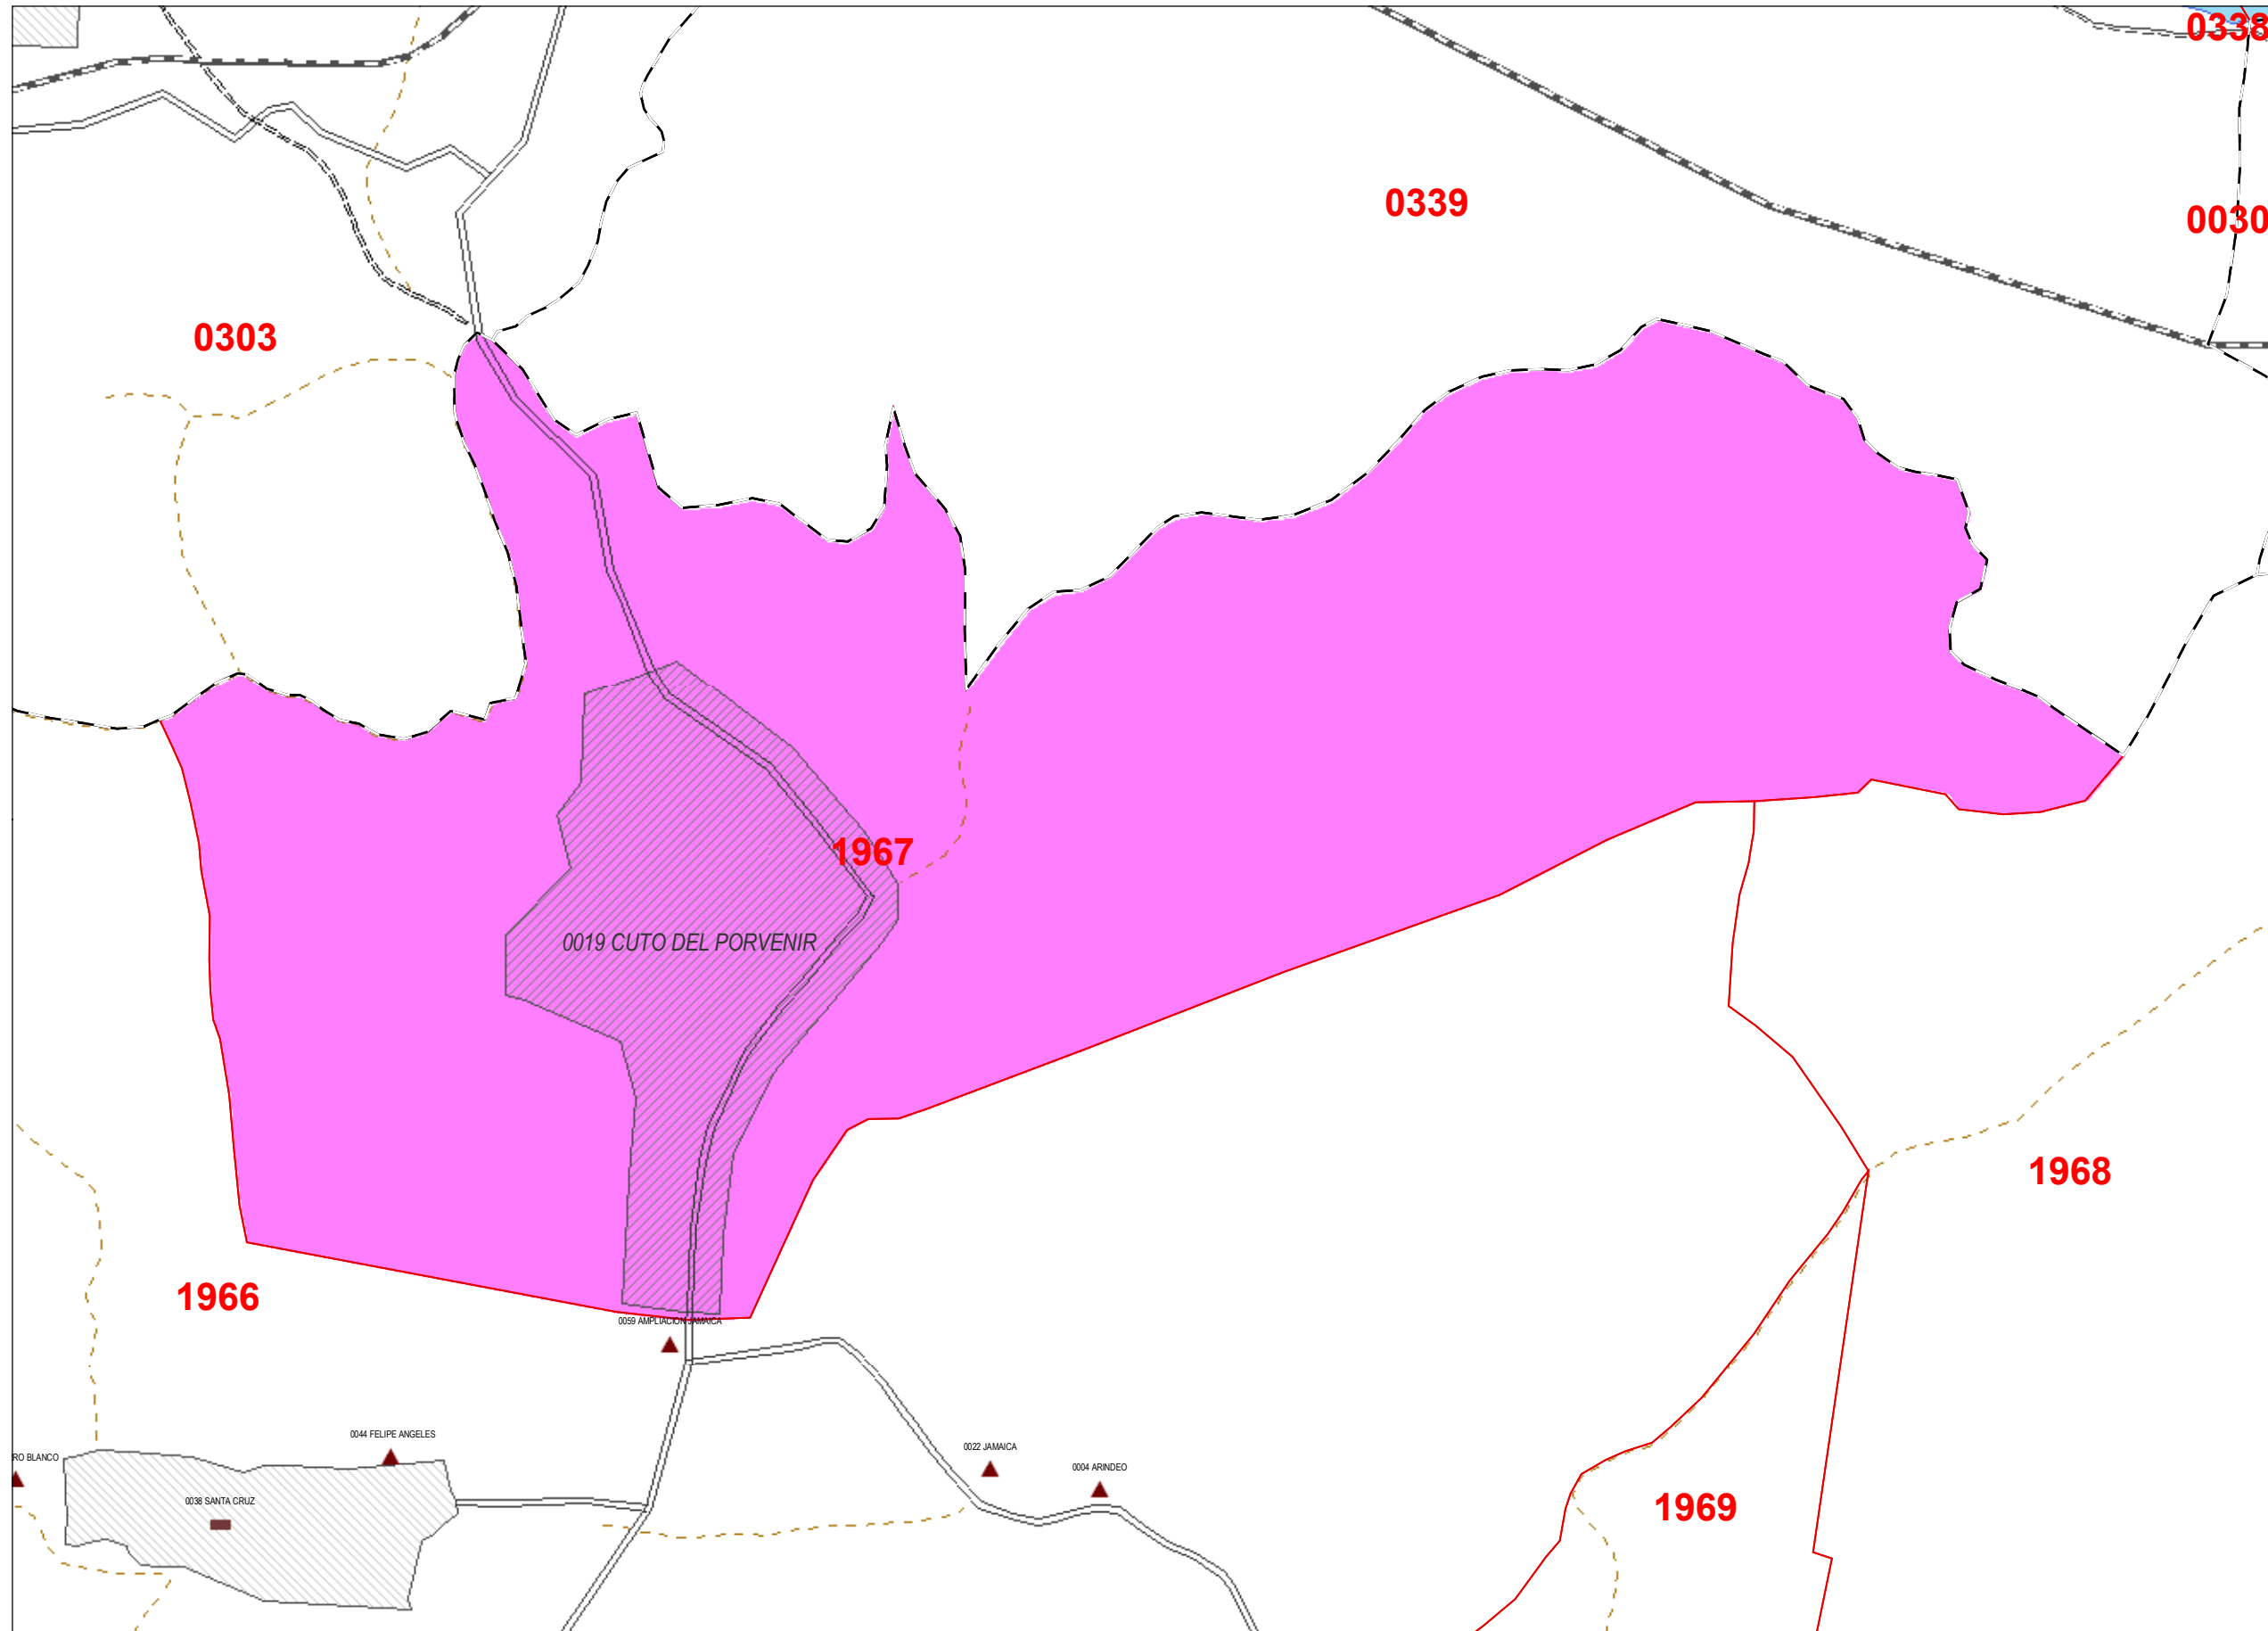 0338
0339
0030
0303
1967
0019 CUTO DEL PORVENIR
1968
1966
0059 AMPLIACION JAMAICA
0044 FELIPE ANGELES
0022 JAMAICA
RO BLANCO
0004 ARINDEO
0038 SANTA CRUZ
1969